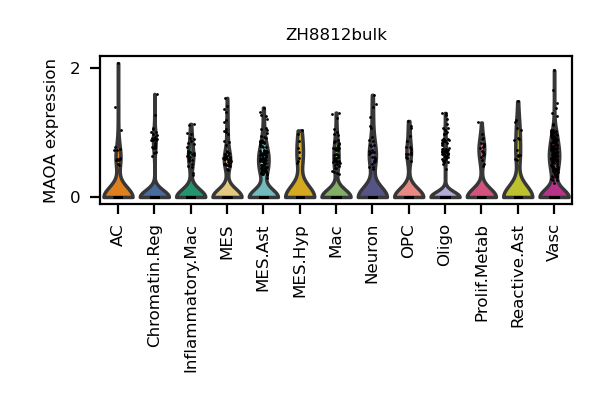 ZH8812bulk
MAOA expression
2
0
AC
Chromatin.Reg
Inflammatory.Mac
MES
MES.Ast
MES.Hyp
Mac
Neuron
OPC
Oligo
Prolif.Metab
Reactive.Ast
Vasc